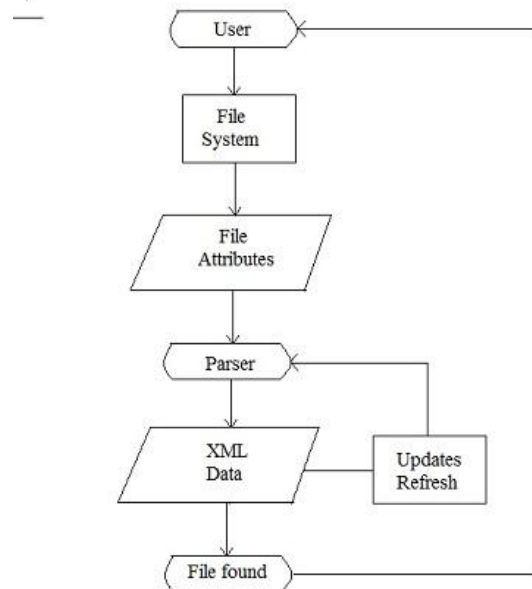 User
File
System
File
Attributes
Parser
XML
Data
Updates
Refresh
File found